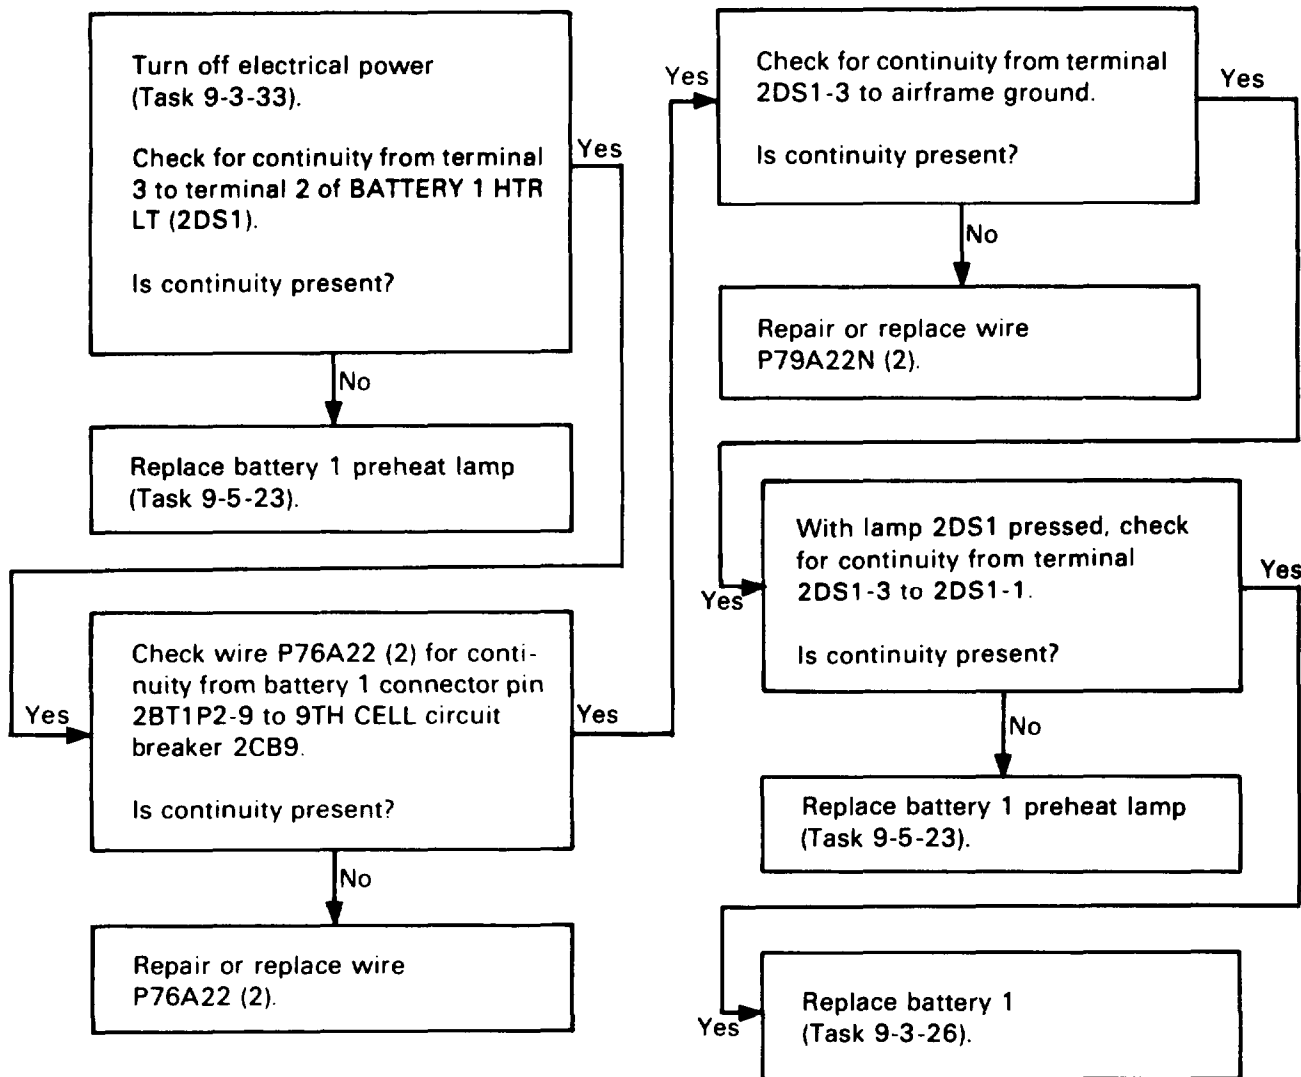 Turn off electrical power
(Task 9-3-33).
Check for continuity from terminal
3 to terminal 2 of BATTERY 1 HTR
LT (2DS1).
Is continuity present?
Yes
No
Replace battery 1 preheat lamp
(Task 9-5-23).
Yes
Check wire P76A22 (2) for conti-
nuity from battery 1 connector pin
2BT1P2-9 to 9TH CELL circuit
breaker 2CB9.
Is continuity present?
Yes
No
Repair or replace wire
P76A22 (2).
Yes
Check for continuity from terminal
2DS1-3 to airframe ground.
Is continuity present?
Yes
No
Repair or replace wire
P79A22N (2).
Yes
With lamp 2DS1 pressed, check
for continuity from terminal
2DS1-3 to 2DS1-1.
Is continuity present?
Yes
No
Replace battery 1 preheat lamp
(Task 9-5-23).
Yes
Replace battery 1
(Task 9-3-26).